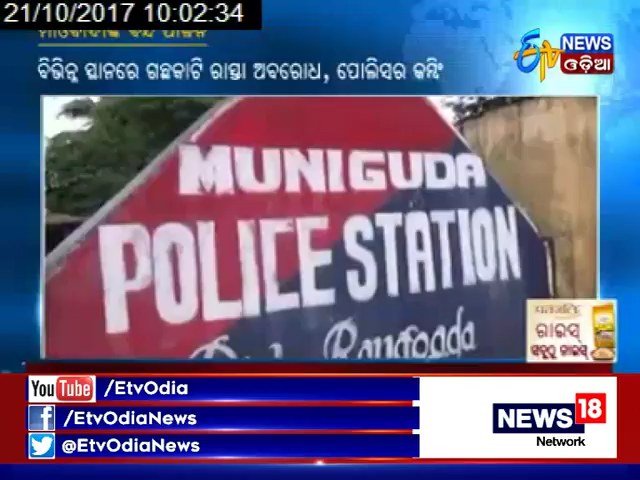 21/10/2017 10:02:34
ବିଭିନ୍ନ ସ୍ଥାନରେ ଗଛକାଟି ରାସ୍ତା ଅବରୋଧ, ପୋଲିସର କମ୍ବିଂ
ETV NEWS
ଓଡ଼ିଆ
MUNIGUDA
POLICE STATION
YouTube /EtvOdia
/EtvOdiaNews
@EtvOdiaNews
NEWS18
Network